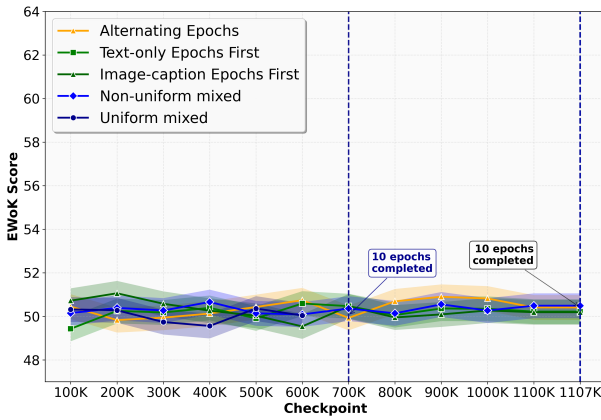 64
62
60
58
56
54
52
50
48
EWoK Score
Alternating Epochs
Text-only Epochs First
Image-caption Epochs First
Non-uniform mixed
Uniform mixed
10 epochs
completed
10 epochs
completed
100K 200K 300K 400K 500K 600K 700K 800K 900K 1000K 1100K 1107K
Checkpoint